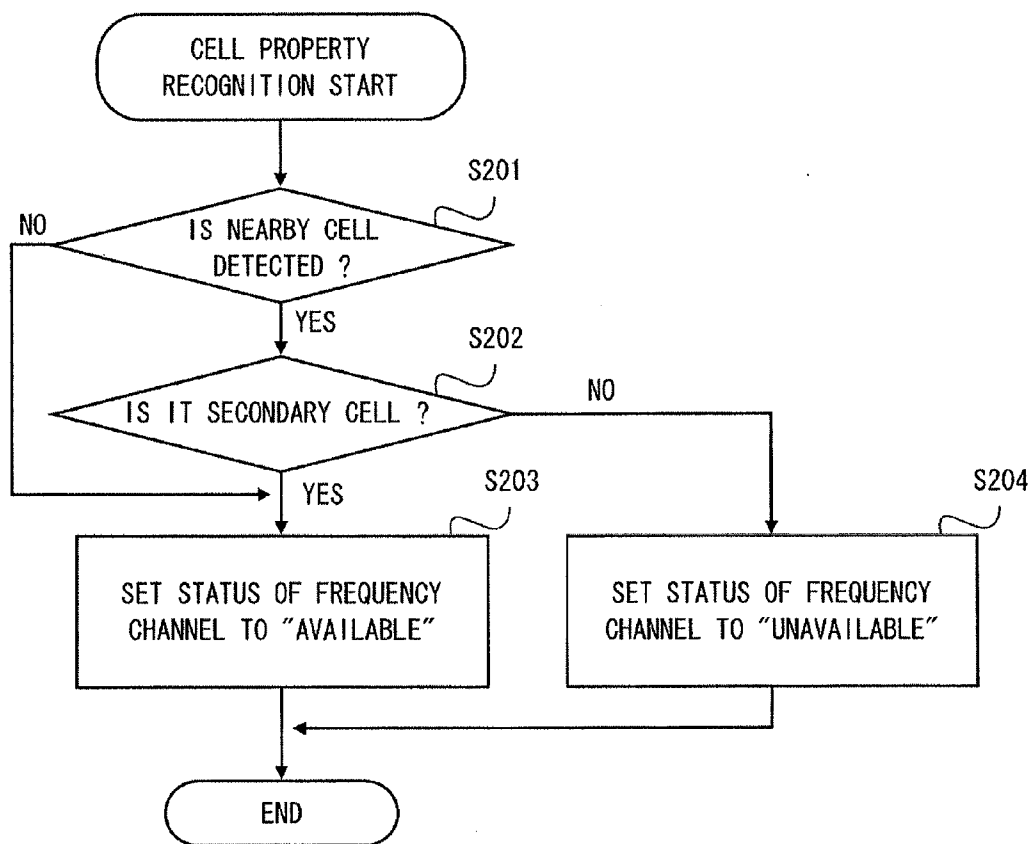 CELL PROPERTY
RECOGNITION START
S201
NO
IS NEARBY CELL
DETECTED ?
YES
S202
IS IT SECONDARY CELL ?
NO
YES
S203
S204
SET STATUS OF FREQUENCY
CHANNEL TO "AVAILABLE"
SET STATUS OF FREQUENCY
CHANNEL TO "UNAVAILABLE"
END